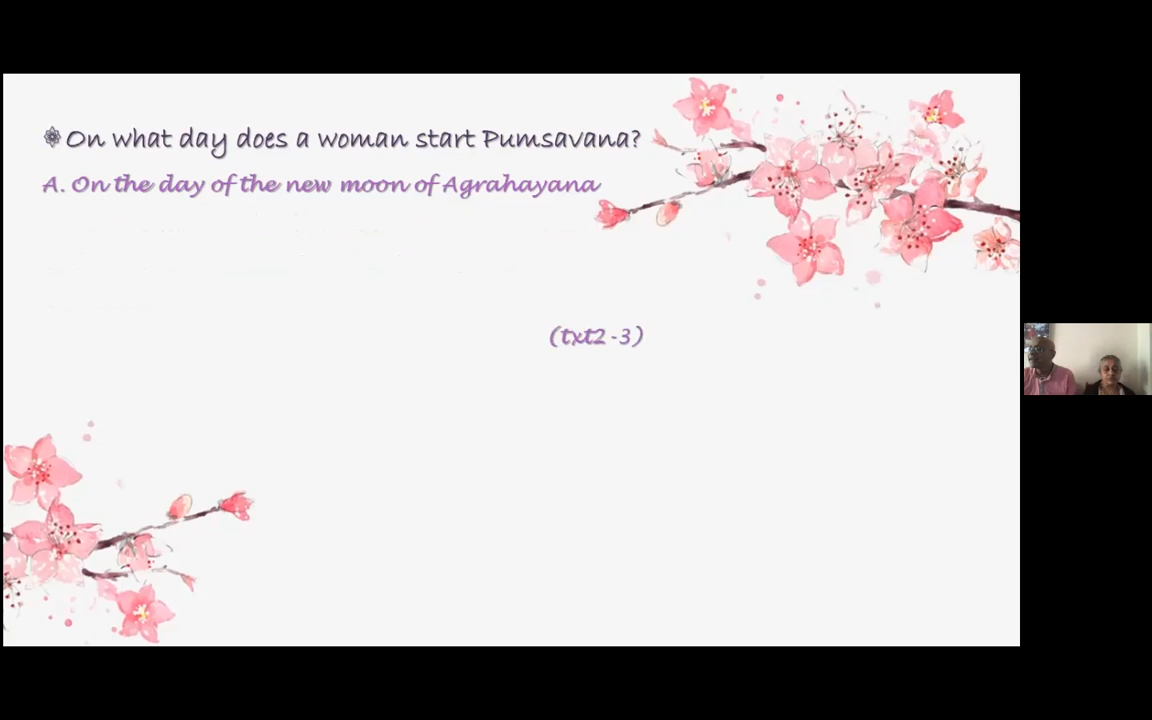 On what day does a woman start Pumsavana?
A. On the day of the new moon of Agrahayana
(txt2-3)